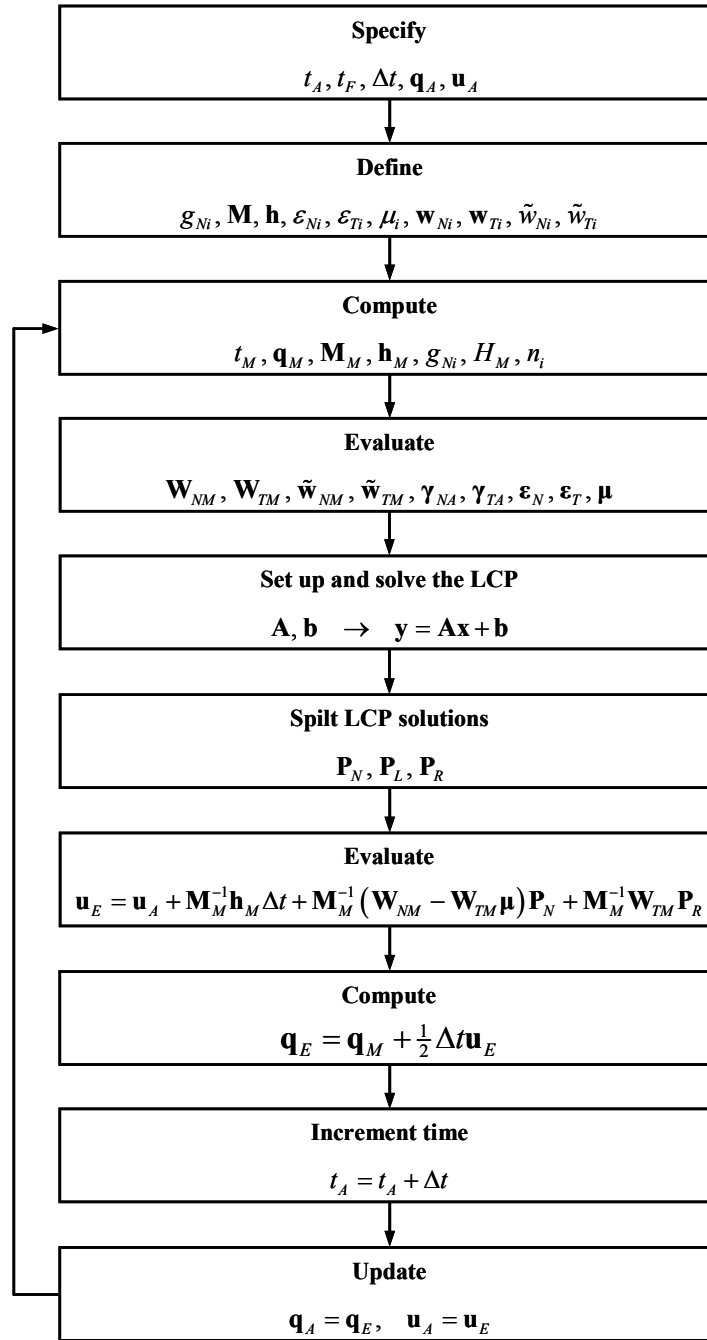 Specify
t_A, t_F, Δt, q_A, u_A
Define
g_Ni, M, h, ε_Ni, ε_Ti, μ_i, w_Ni, w_Ti, w̃_Ni, w̃_Ti
Compute
t_M, q_M, M_M, h_M, g_Ni, H_M, n_i
Evaluate
W_NM, W_TM, w̃_NM, w̃_TM, γ_NA, γ_TA, ε_N, ε_T, μ
Set up and solve the LCP
A, b → y = Ax + b
Spilt LCP solutions
P_N, P_L, P_R
Evaluate
u_E = u_A + M_M^{-1} h_M Δt + M_M^{-1} (W_NM − W_TM μ) P_N + M_M^{-1} W_TM P_R
Compute
q_E = q_M + ½ Δt u_E
Increment time
t_A = t_A + Δt
Update
q_A = q_E, u_A = u_E